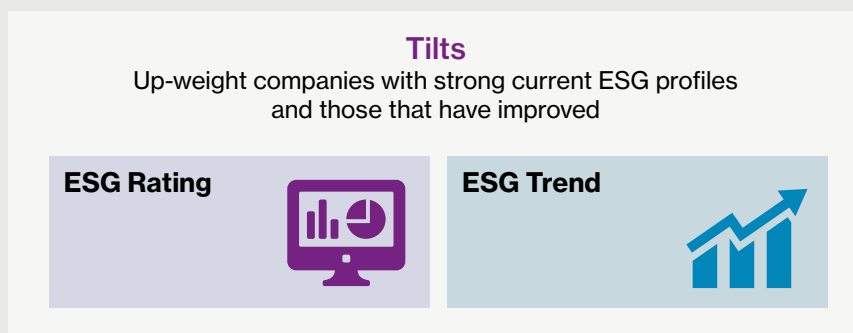 Tilts
Up-weight companies with strong current ESG profiles
and those that have improved
ESG Rating
ESG Trend